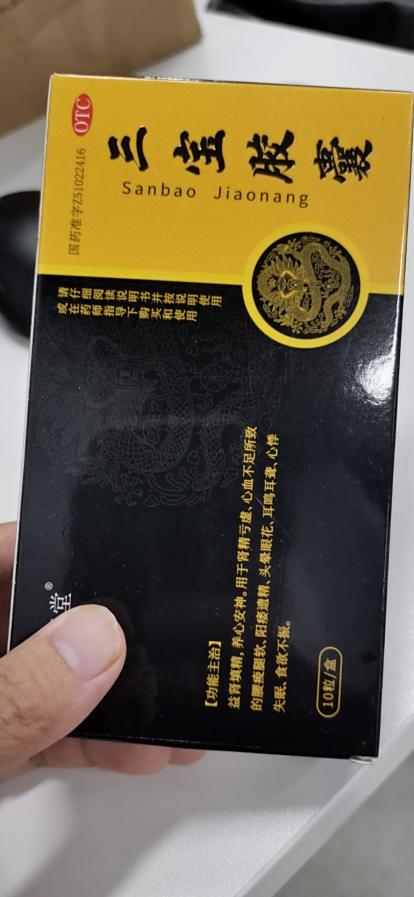 OTC
国药准字Z51022416
三宝胶囊
Sanbao Jiaonang
请仔细阅读说明书并按说明使用
或在药师指导下购买和使用
堂®
【功能主治】
益肾填精，养心安神。用于肾精亏虚、心血不足所致
的腰痠腿软、阳痿遗精、头晕眼花、耳鸣耳聋、心悸
失眠、食欲不振。
10粒/盒